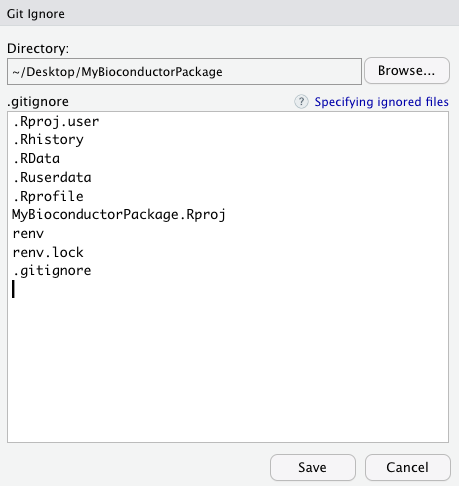 Git Ignore
Directory:
~/Desktop/MyBioconductorPackage
Browse...
.gitignore
? Specifying ignored files
.Rproj.user
.Rhistory
.RData
.Ruserdata
.Rprofile
MyBioconductorPackage.Rproj
renv
renv.lock
.gitignore
Save
Cancel